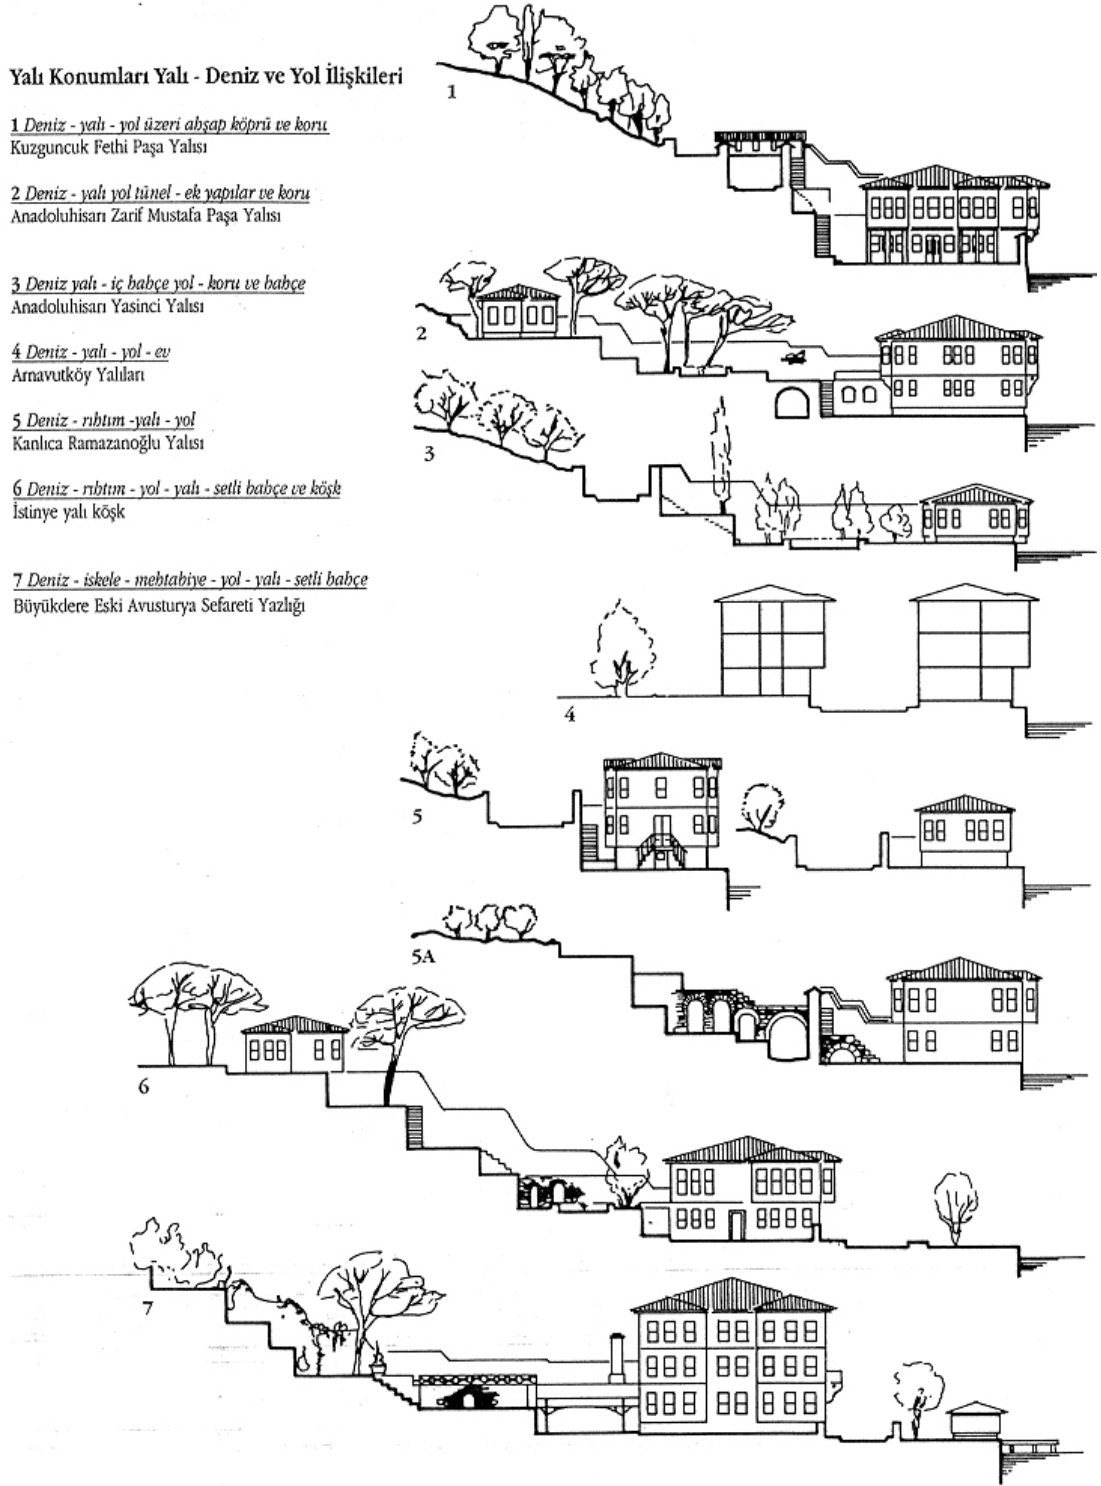 Yalı Konumları Yalı - Deniz ve Yol İlişkileri
1 Deniz - yalı - yol üzeri ahşap köprü ve koru
Kuzguncuk Fethi Paşa Yalısı
2 Deniz - yalı yol tünel - ek yapılar ve koru
Anadoluhisarı Zarif Mustafa Paşa Yalısı
3 Deniz yalı - iç bahçe yol - koru ve bahçe
Anadoluhisarı Yasinci Yalısı
4 Deniz - yalı - yol - ev
Arnavutköy Yalıları
5 Deniz - rıhtım -yalı - yol
Kanlıca Ramazanoğlu Yalısı
6 Deniz - rıhtım - yol - yalı - setli bahçe ve köşk
İstinye yalı köşk
7 Deniz - iskele - mehtabiye - yol - yalı - setli bahçe
Büyükdere Eski Avusturya Sefareti Yazlığı
1
2
3
4
5
5A
6
7